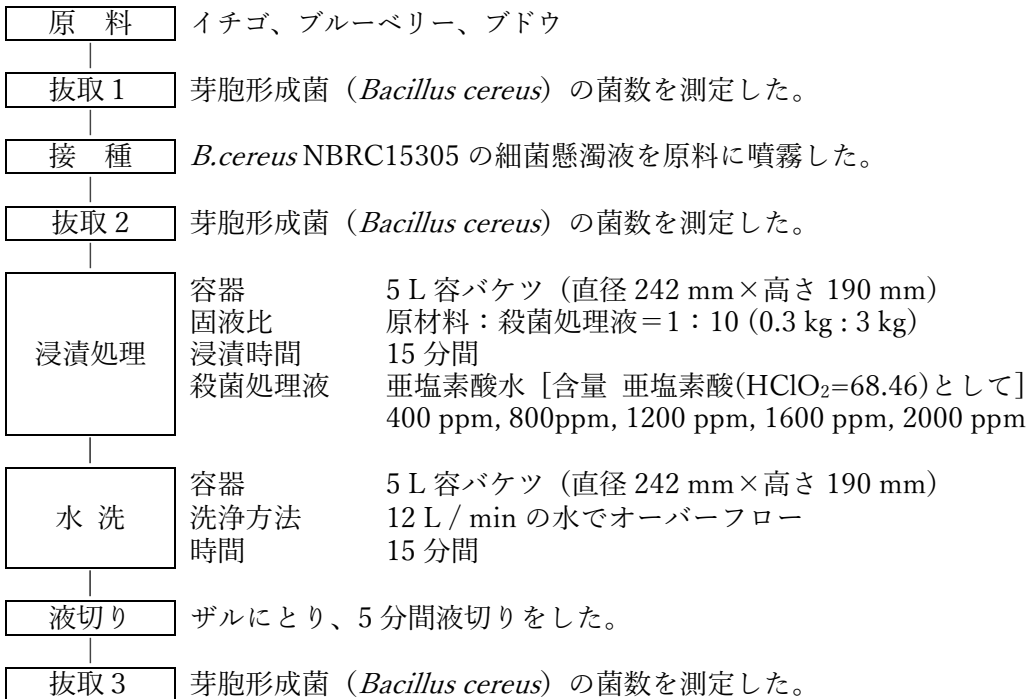 原 料 イチゴ、ブルーベリー、ブドウ
抜取1 芽胞形成菌（Bacillus cereus）の菌数を測定した。
接 種 B.cereus NBRC15305 の細菌懸濁液を原料に噴霧した。
抜取2 芽胞形成菌（Bacillus cereus）の菌数を測定した。
容器 5 L 容バケツ（直径 242 mm×高さ 190 mm）
固液比 原材料：殺菌処理液＝1：10 (0.3 kg : 3 kg)
浸漬処理 浸漬時間 15 分間
殺菌処理液 亜塩素酸水［含量 亜塩素酸(HClO₂=68.46)として］
400 ppm, 800ppm, 1200 ppm, 1600 ppm, 2000 ppm
容器 5 L 容バケツ（直径 242 mm×高さ 190 mm）
水 洗 洗浄方法 12 L / min の水でオーバーフロー
時間 15 分間
液切り ザルにとり、5 分間液切りをした。
抜取3 芽胞形成菌（Bacillus cereus）の菌数を測定した。